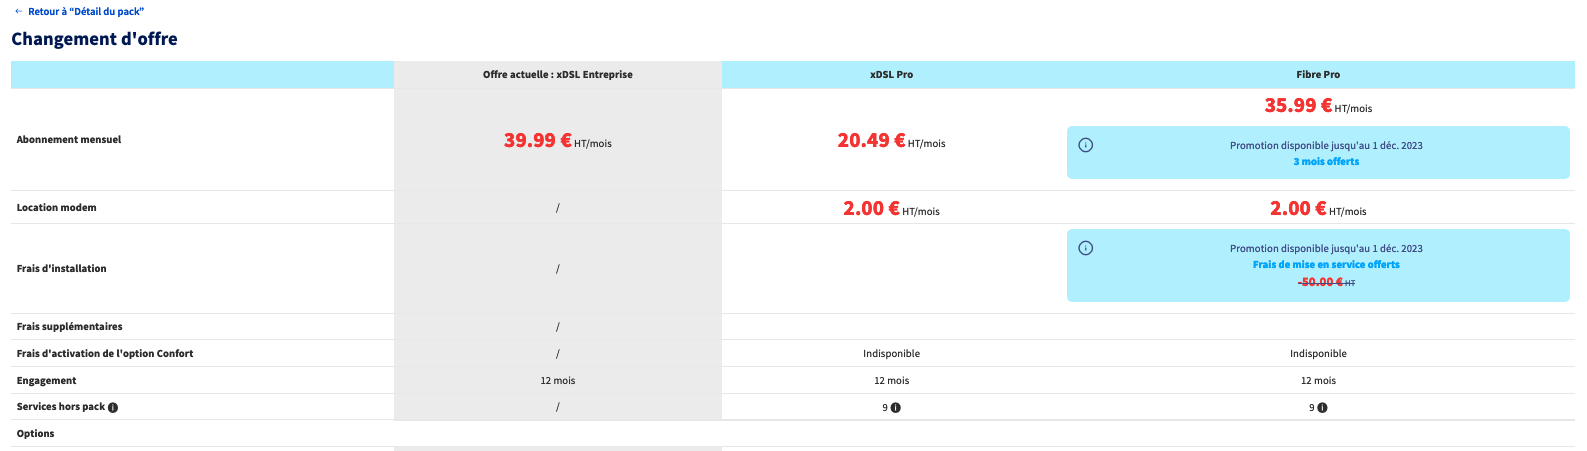 ← Retour à “Détail du pack”
Changement d'offre
Offre actuelle : xDSL Entreprise
xDSL Pro
Fibre Pro
Abonnement mensuel
39.99 € HT/mois
20.49 € HT/mois
35.99 € HT/mois
Promotion disponible jusqu'au 1 déc. 2023
3 mois offerts
Location modem
/
2.00 € HT/mois
2.00 € HT/mois
Frais d'installation
/
Promotion disponible jusqu'au 1 déc. 2023
Frais de mise en service offerts
-50.00 € HT
Frais supplémentaires
/
Frais d'activation de l'option Confort
/
Indisponible
Indisponible
Engagement
12 mois
12 mois
12 mois
Services hors pack
/
9
9
Options